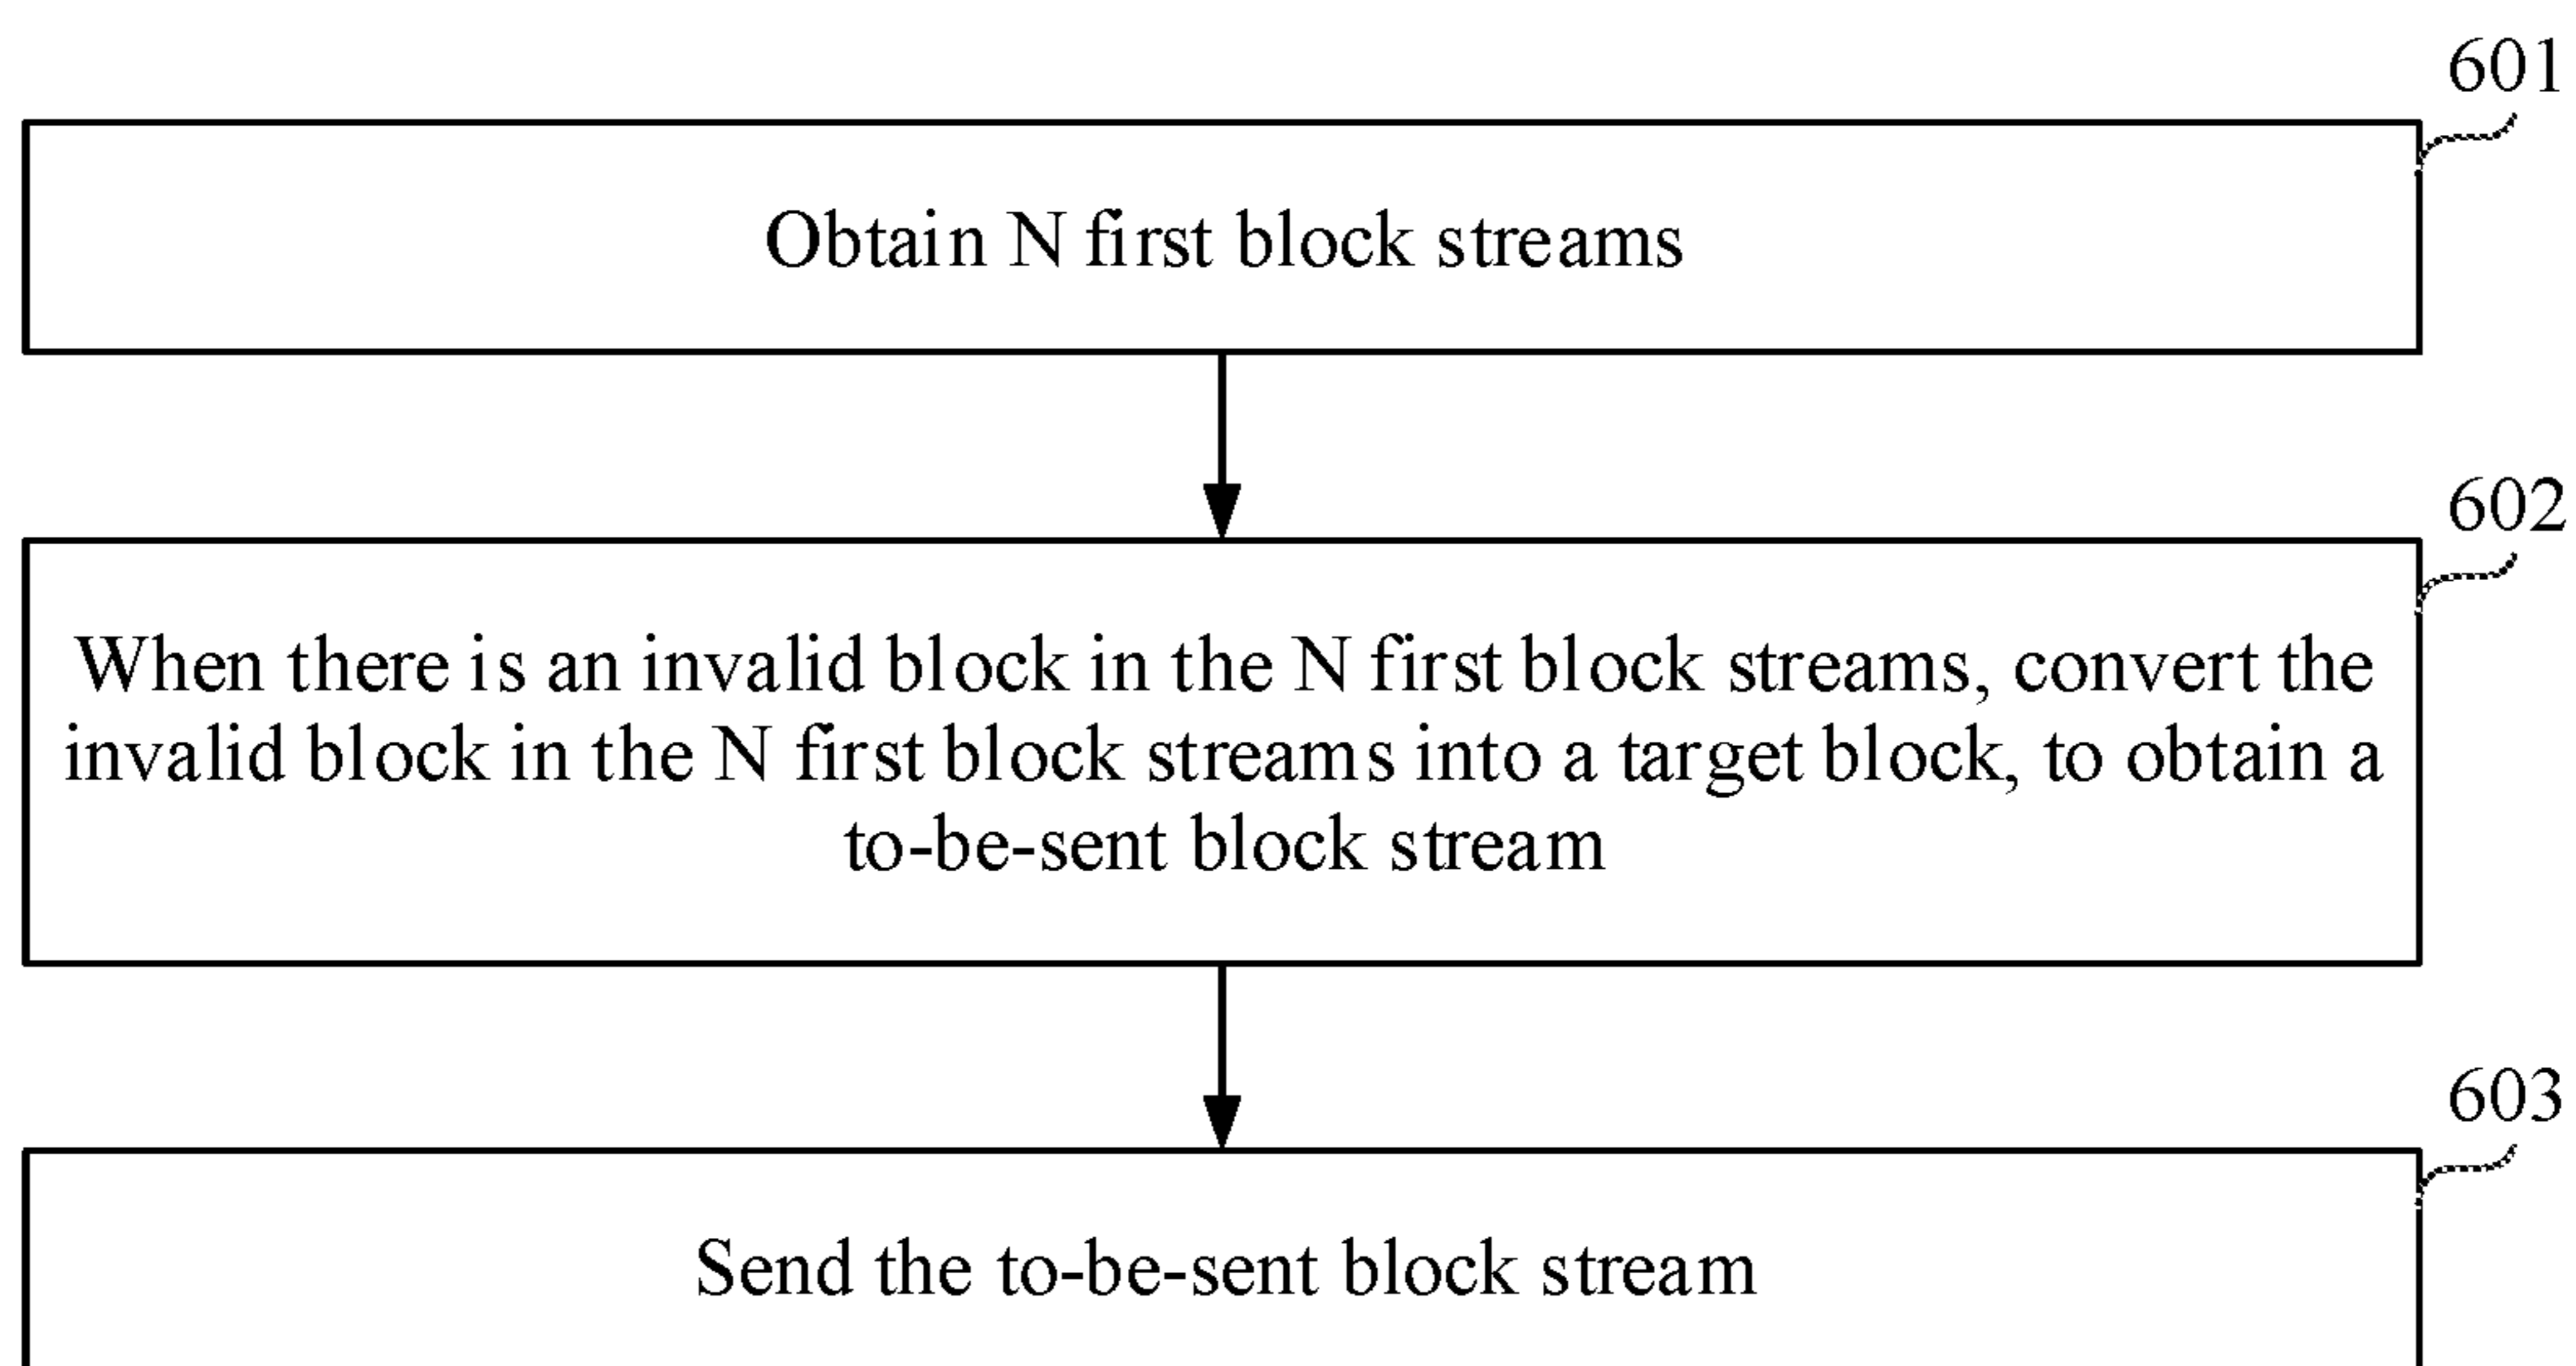 601
Obtain N first block streams
602
When there is an invalid block in the N first block streams, convert the
invalid block in the N first block streams into a target block, to obtain a
to-be-sent block stream
603
Send the to-be-sent block stream